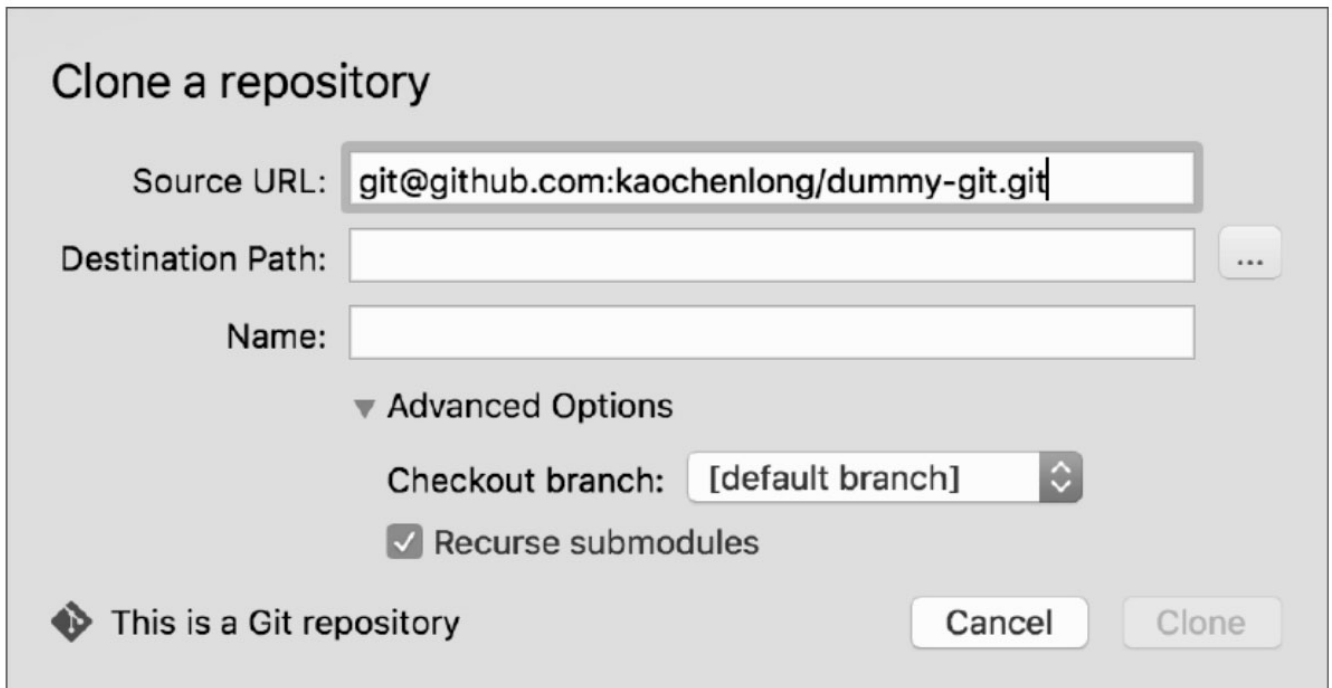 Clone a repository
Source URL: git@github.com:kaochenlong/dummy-git.git
Destination Path: ...
Name:
Advanced Options
Checkout branch: [default branch]
Recurse submodules
This is a Git repository Cancel Clone